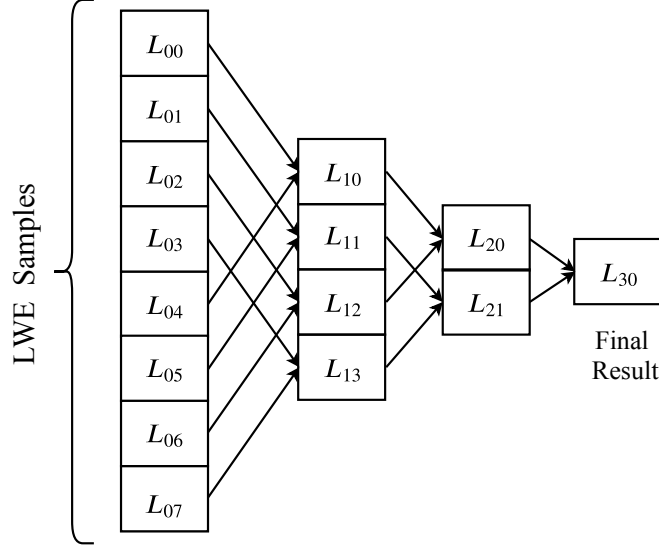 LWE Samples
L₀₀
L₀₁
L₀₂
L₀₃
L₀₄
L₀₅
L₀₆
L₀₇
L₁₀
L₁₁
L₁₂
L₁₃
L₂₀
L₂₁
L₃₀
Final
Result